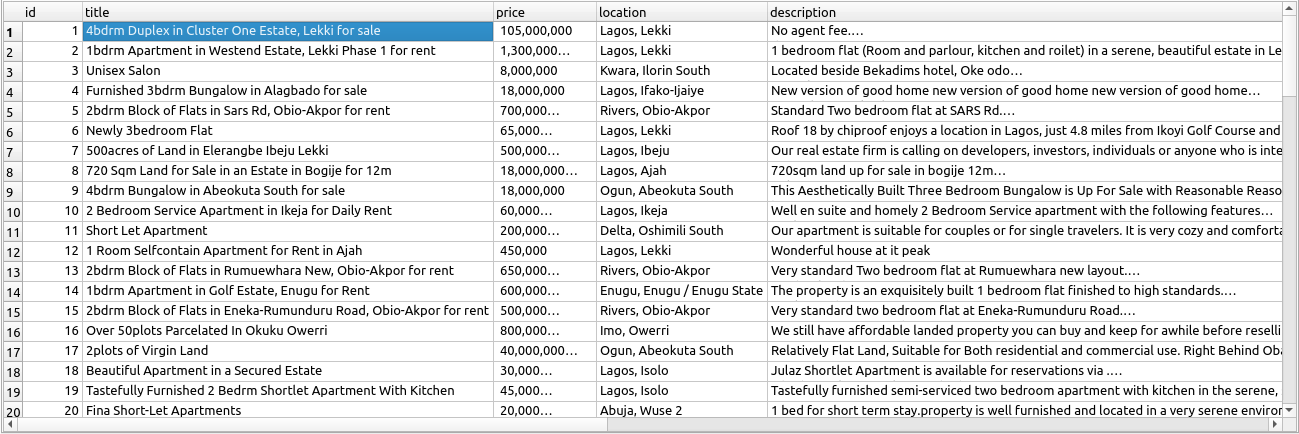 id title price location description
1 1 4bdrm Duplex in Cluster One Estate, Lekki for sale 105,000,000 Lagos, Lekki No agent fee.…
2 2 1bdrm Apartment in Westend Estate, Lekki Phase 1 for rent 1,300,000… Lagos, Lekki 1 bedroom flat (Room and parlour, kitchen and roilet) in a serene, beautiful estate in Le
3 3 Unisex Salon 8,000,000 Kwara, Ilorin South Located beside Bekadims hotel, Oke odo…
4 4 Furnished 3bdrm Bungalow in Alagbado for sale 18,000,000 Lagos, Ifako-Ijaiye New version of good home new version of good home new version of good home…
5 5 2bdrm Block of Flats in Sars Rd, Obio-Akpor for rent 700,000… Rivers, Obio-Akpor Standard Two bedroom flat at SARS Rd.…
6 6 Newly 3bedroom Flat 65,000… Lagos, Lekki Roof 18 by chiproof enjoys a location in Lagos, just 4.8 miles from Ikoyi Golf Course and
7 7 500acres of Land in Elerangbe Ibeju Lekki 500,000… Lagos, Ibeju Our real estate firm is calling on developers, investors, individuals or anyone who is inte
8 8 720 Sqm Land for Sale in an Estate in Bogije for 12m 18,000,000… Lagos, Ajah 720sqm land up for sale in bogije 12m…
9 9 4bdrm Bungalow in Abeokuta South for sale 18,000,000 Ogun, Abeokuta South This Aesthetically Built Three Bedroom Bungalow is Up For Sale with Reasonable Reaso
10 10 2 Bedroom Service Apartment in Ikeja for Daily Rent 60,000… Lagos, Ikeja Well en suite and homely 2 Bedroom Service apartment with the following features…
11 11 Short Let Apartment 200,000… Delta, Oshimili South Our apartment is suitable for couples or for single travelers. It is very cozy and comforta
12 12 1 Room Selfcontain Apartment for Rent in Ajah 450,000 Lagos, Lekki Wonderful house at it peak
13 13 2bdrm Block of Flats in Rumuewhara New, Obio-Akpor for rent 650,000… Rivers, Obio-Akpor Very standard Two bedroom flat at Rumuewhara new layout.…
14 14 1bdrm Apartment in Golf Estate, Enugu for Rent 600,000… Enugu, Enugu / Enugu State The property is an exquisitely built 1 bedroom flat finished to high standards.…
15 15 2bdrm Block of Flats in Eneka-Rumunduru Road, Obio-Akpor for rent 500,000… Rivers, Obio-Akpor Very standard two bedroom flat at Eneka-Rumunduru Road.…
16 16 Over 50plots Parcelated In Okuku Owerri 800,000… Imo, Owerri We still have affordable landed property you can buy and keep for awhile before reselli
17 17 2plots of Virgin Land 40,000,000… Ogun, Abeokuta South Relatively Flat Land, Suitable for Both residential and commercial use. Right Behind Oba
18 18 Beautiful Apartment in a Secured Estate 30,000… Lagos, Isolo Julaz Shortlet Apartment is available for reservations via ….
19 19 Tastefully Furnished 2 Bedrm Shortlet Apartment With Kitchen 45,000… Lagos, Isolo Tastefully furnished semi-serviced two bedroom apartment with kitchen in the serene,
20 20 Fina Short-Let Apartments 20,000… Abuja, Wuse 2 1 bed for short term stay.property is well furnished and located in a very serene environ